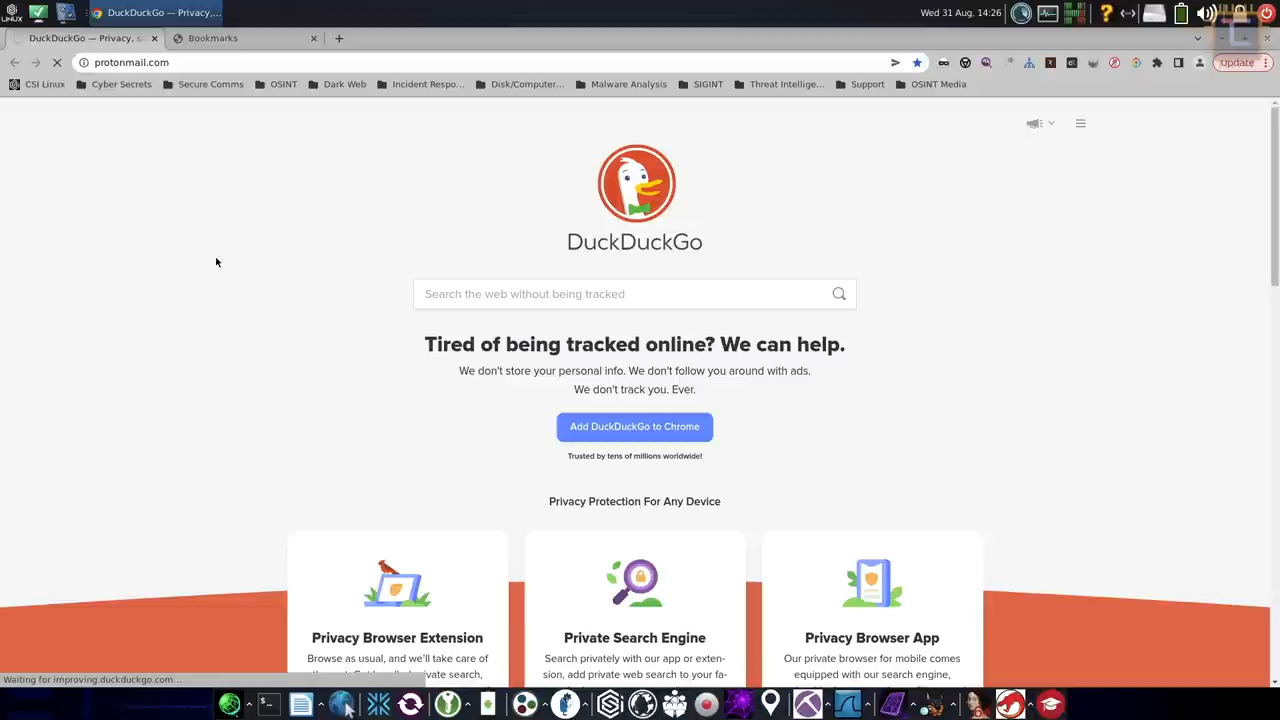 DuckDuckGo — Privacy,...
Wed 31 Aug, 14:26
DuckDuckGo — Privacy, s
Bookmarks
protonmail.com
Update
CSI Linux
Cyber Secrets
Secure Comms
OSINT
Dark Web
Incident Respo...
Disk/Computer...
Malware Analysis
SIGINT
Threat Intellige...
Support
OSINT Media
DuckDuckGo
Search the web without being tracked
Tired of being tracked online? We can help.
We don't store your personal info. We don't follow you around with ads.
We don't track you. Ever.
Add DuckDuckGo to Chrome
Trusted by tens of millions worldwide!
Privacy Protection For Any Device
Privacy Browser Extension
Browse as usual, and we'll take care of
Private Search Engine
Search privately with our app or exten-
sion, add private web search to your fa-
Privacy Browser App
Our private browser for mobile comes
equipped with our search engine,
Waiting for improving.duckduckgo.com...